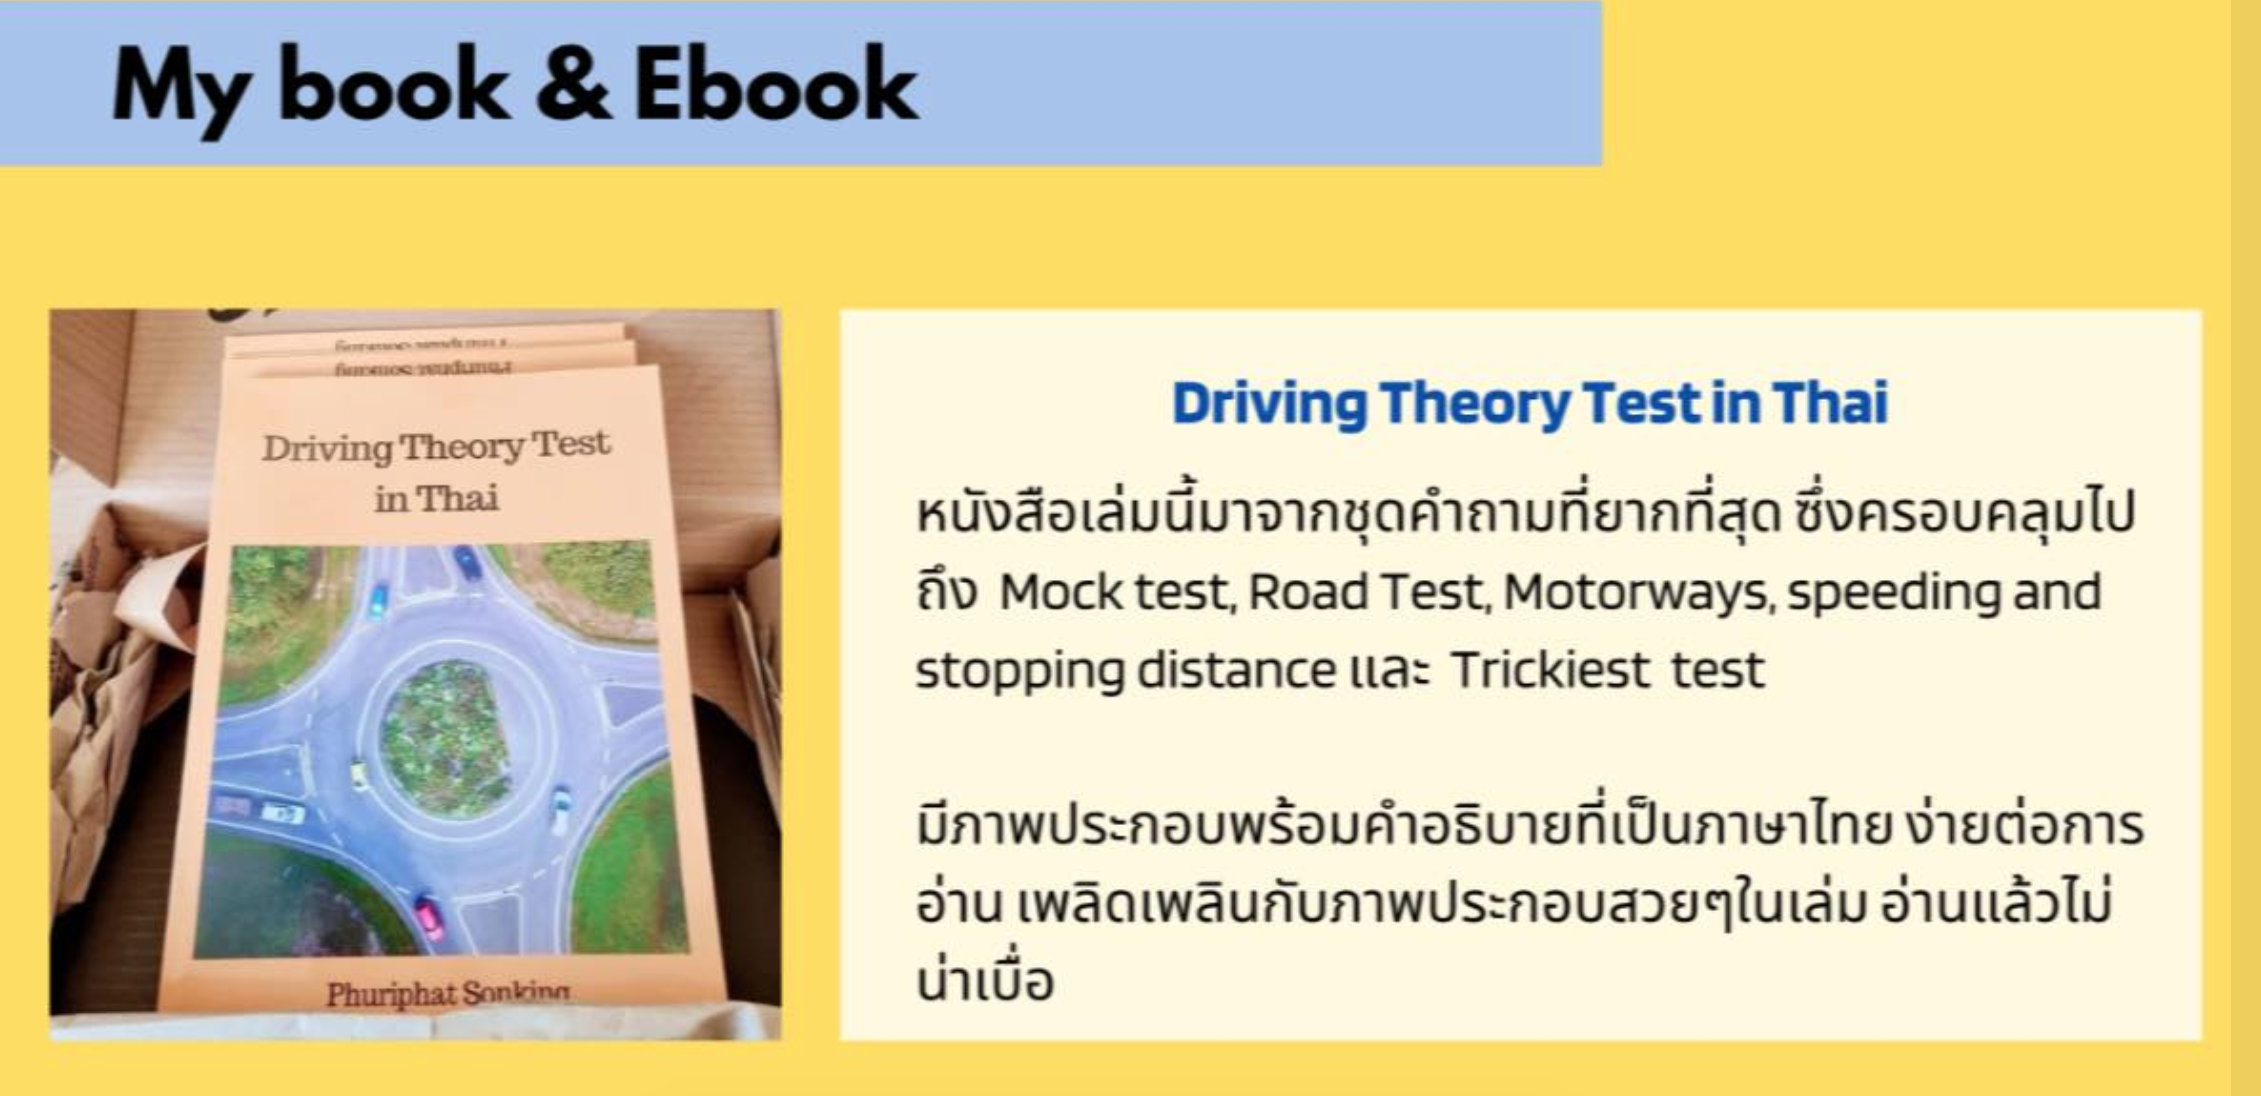 My book & Ebook
Driving Theory Test
in Thai
Phuriphat Sonking
Driving Theory Test in Thai
หนังสือเล่มนี้มาจากชุดคำถามที่ยากที่สุด ซึ่งครอบคลุมไป
ถึง Mock test, Road Test, Motorways, speeding and
stopping distance และ Trickiest test
มีภาพประกอบพร้อมคำอธิบายที่เป็นภาษาไทย ง่ายต่อการ
อ่าน เพลิดเพลินกับภาพประกอบสวยๆในเล่ม อ่านแล้วไม่
น่าเบื่อ